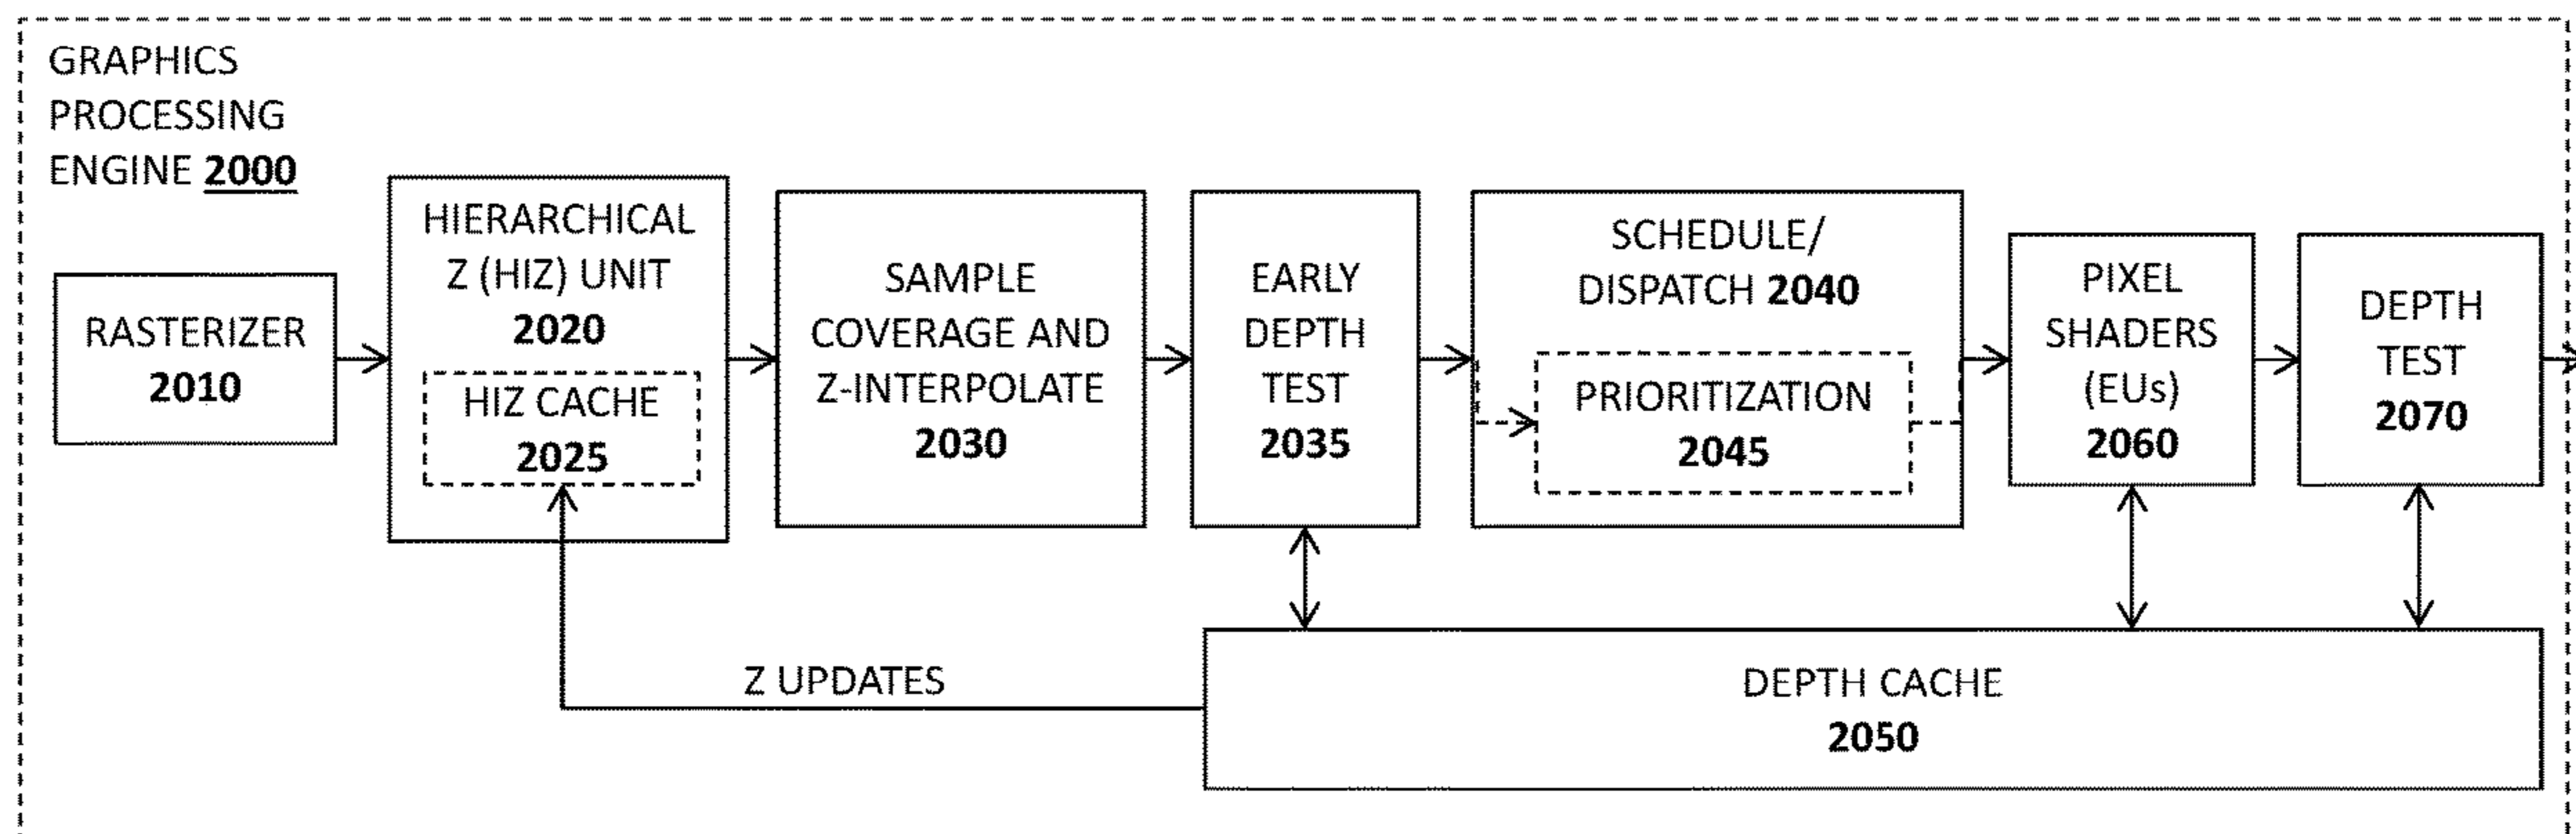 GRAPHICS
PROCESSING
ENGINE 2000
RASTERIZER
2010
HIERARCHICAL
Z (HIZ) UNIT
2020
HIZ CACHE
2025
SAMPLE
COVERAGE AND
Z-INTERPOLATE
2030
EARLY
DEPTH
TEST
2035
SCHEDULE/
DISPATCH 2040
PRIORITIZATION
2045
PIXEL
SHADERS
(EUs)
2060
DEPTH
TEST
2070
Z UPDATES
DEPTH CACHE
2050